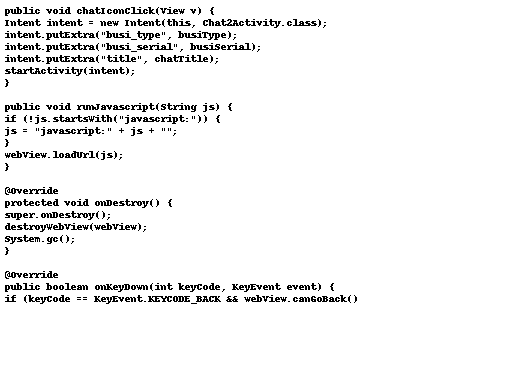 public void chatIconClick(View v) {
Intent intent = new Intent(this, Chat2Activity.class);
intent.putExtra("busi_type", busiType);
intent.putExtra("busi_serial", busiSerial);
intent.putExtra("title", chatTitle);
startActivity(intent);
}

public void runJavascript(String js) {
if (!js.startsWith("javascript:")) {
js = "javascript:" + js + "";
}
webView.loadUrl(js);
}

@Override
protected void onDestroy() {
super.onDestroy();
destroyWebView(webView);
System.gc();
}

@Override
public boolean onKeyDown(int keyCode, KeyEvent event) {
if (keyCode == KeyEvent.KEYCODE_BACK && webView.canGoBack()